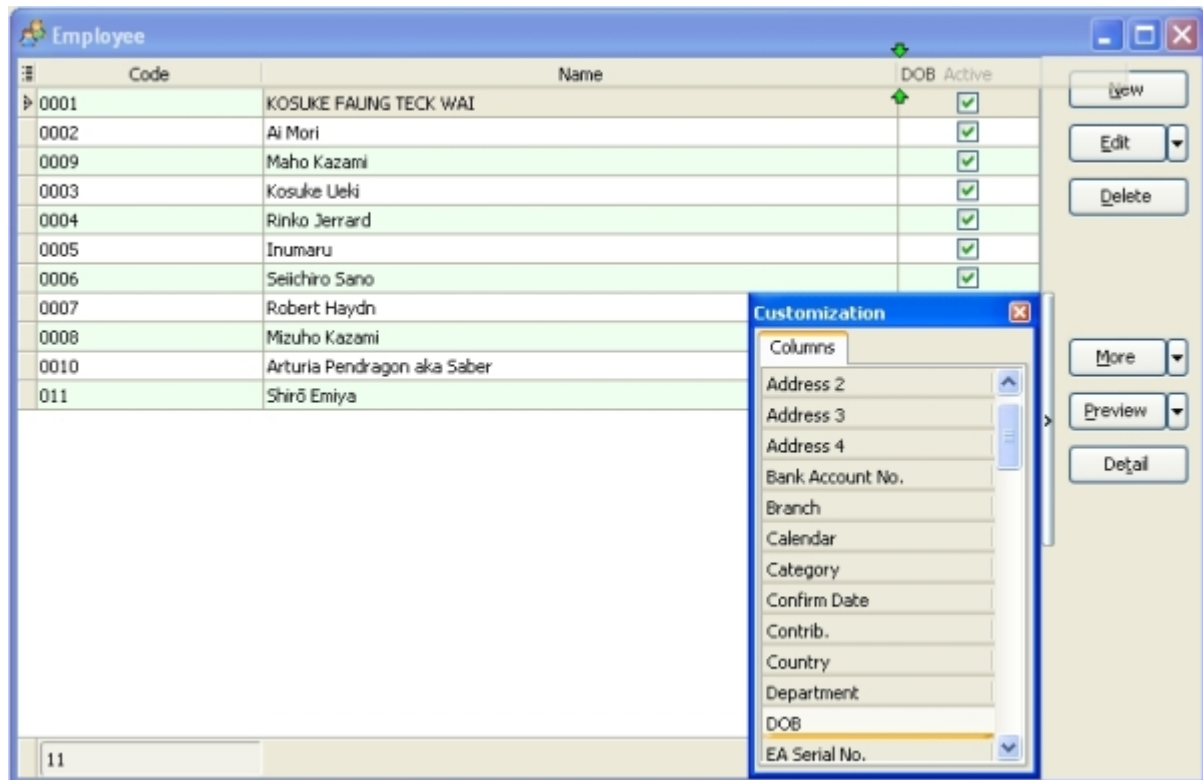 Employee
Code Name DOB Active
0001 KOSUKE FAUNG TECK WAI
0002 Ai Mori
0009 Maho Kazami
0003 Kosuke Ueki
0004 Rinko Jerrard
0005 Inumaru
0006 Seiichiro Sano
0007 Robert Haydn
0008 Mizuho Kazami
0010 Arturia Pendragon aka Saber
011 Shirō Emiya
11
New
Edit
Delete
More
Preview
Detail
Customization
Columns
Address 2
Address 3
Address 4
Bank Account No.
Branch
Calendar
Category
Confirm Date
Contrib.
Country
Department
DOB
EA Serial No.